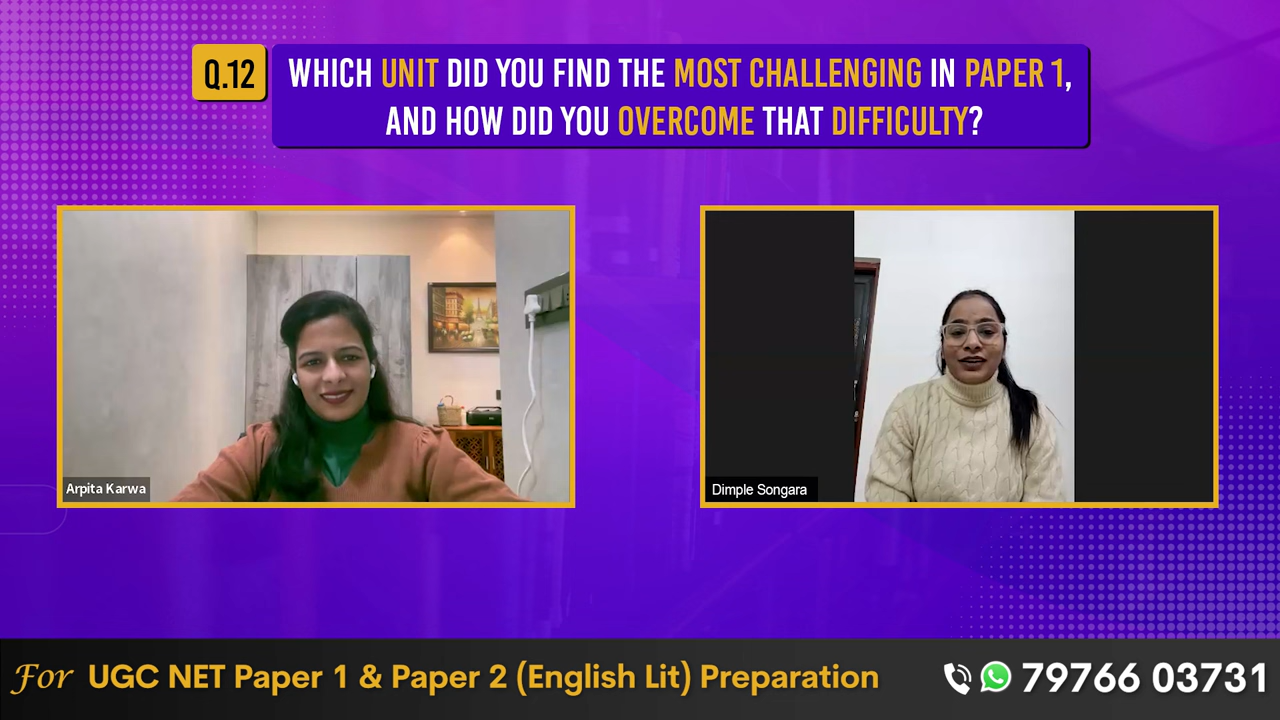 Q.12
WHICH UNIT DID YOU FIND THE MOST CHALLENGING IN PAPER 1,
AND HOW DID YOU OVERCOME THAT DIFFICULTY?
Arpita Karwa
Dimple Songara
For UGC NET Paper 1 & Paper 2 (English Lit) Preparation
79766 03731